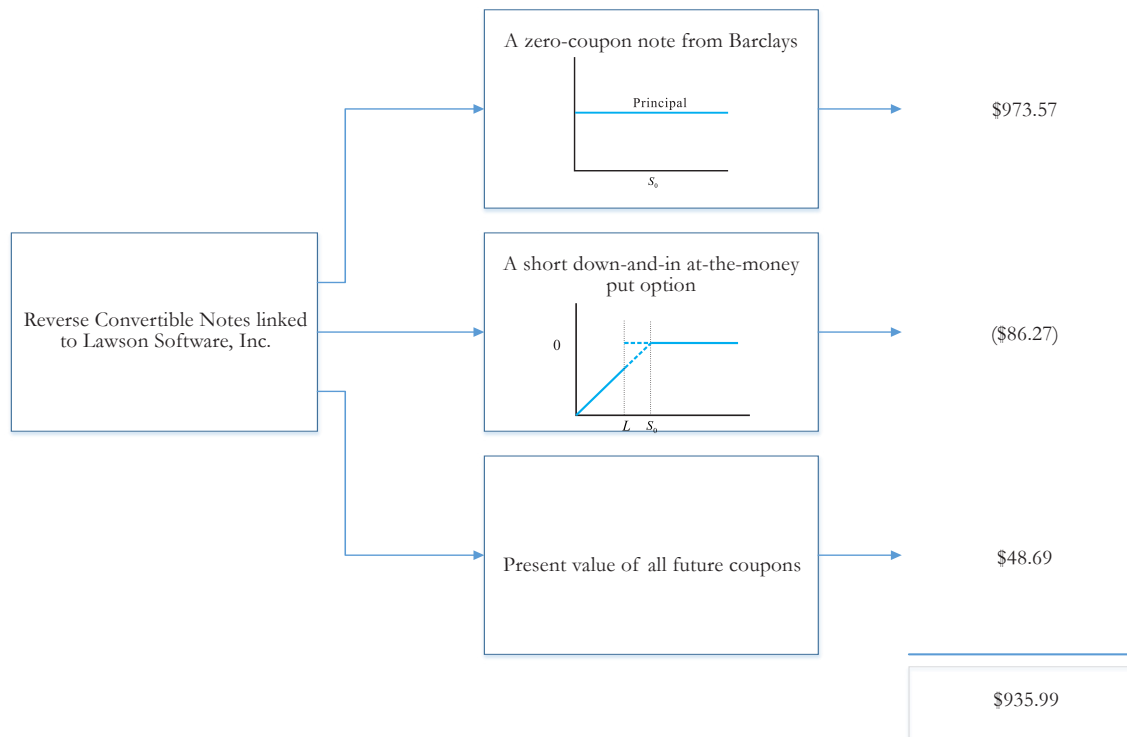 A zero-coupon note from Barclays
Principal
S₀
$973.57
Reverse Convertible Notes linked
to Lawson Software, Inc.
A short down-and-in at-the-money
put option
0
L S₀
($86.27)
Present value of all future coupons
$48.69
$935.99